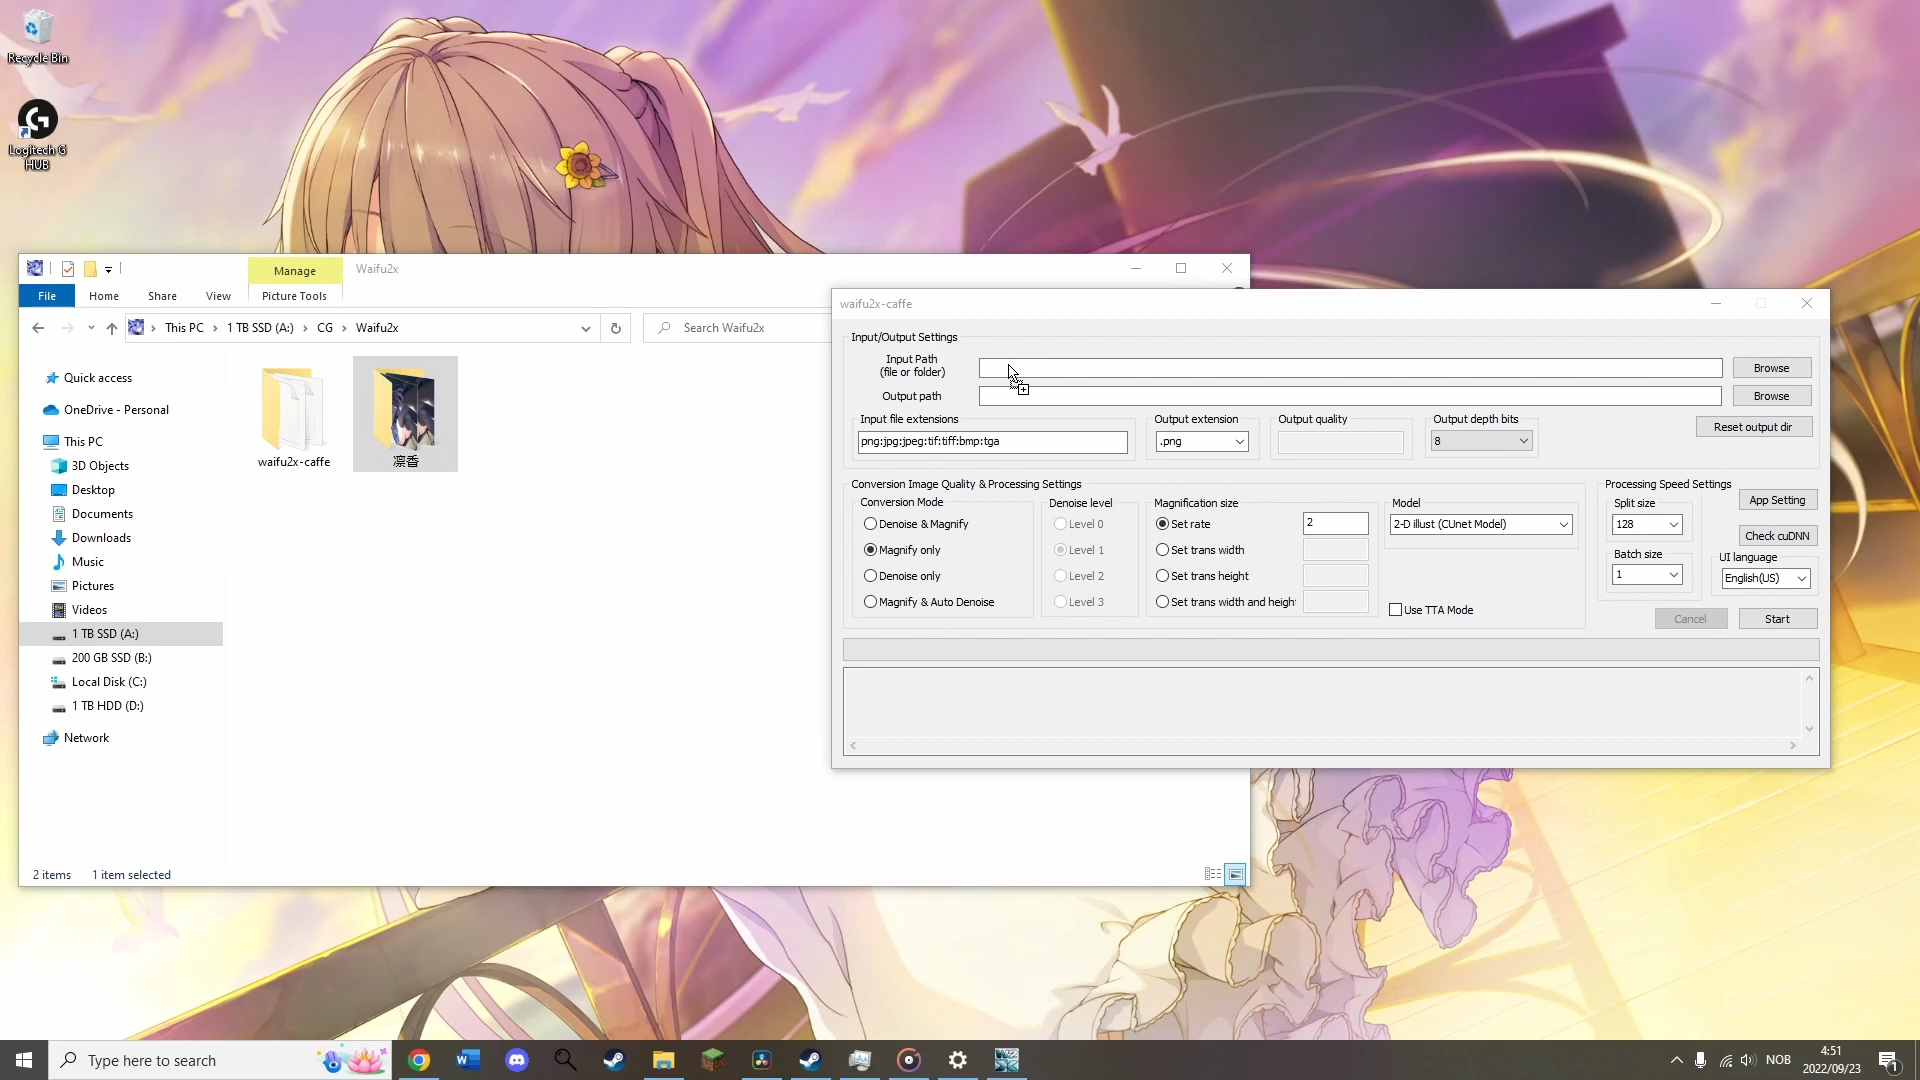 Recycle Bin
Logitech G
HUB
Manage
Waifu2x
File
Home
Share
View
Picture Tools
This PC
1 TB SSD (A:)
CG
Waifu2x
Search Waifu2x
Quick access
OneDrive - Personal
This PC
3D Objects
Desktop
Documents
Downloads
Music
Pictures
Videos
1 TB SSD (A:)
200 GB SSD (B:)
Local Disk (C:)
1 TB HDD (D:)
Network
waifu2x-caffe
凛香
2 items
1 item selected
waifu2x-caffe
Input/Output Settings
Input Path
(file or folder)
Browse
Output path
Browse
Input file extensions
png:jpg:jpeg:tif:tiff:bmp:tga
Output extension
.png
Output quality
Output depth bits
8
Reset output dir
Conversion Image Quality & Processing Settings
Conversion Mode
Denoise & Magnify
Magnify only
Denoise only
Magnify & Auto Denoise
Denoise level
Level 0
Level 1
Level 2
Level 3
Magnification size
Set rate
2
Set trans width
Set trans height
Set trans width and heigh
Model
2-D illust (CUnet Model)
Use TTA Mode
Processing Speed Settings
Split size
128
Batch size
1
App Setting
Check cuDNN
UI language
English(US)
Cancel
Start
Type here to search
NOB
4:51
2022/09/23
1